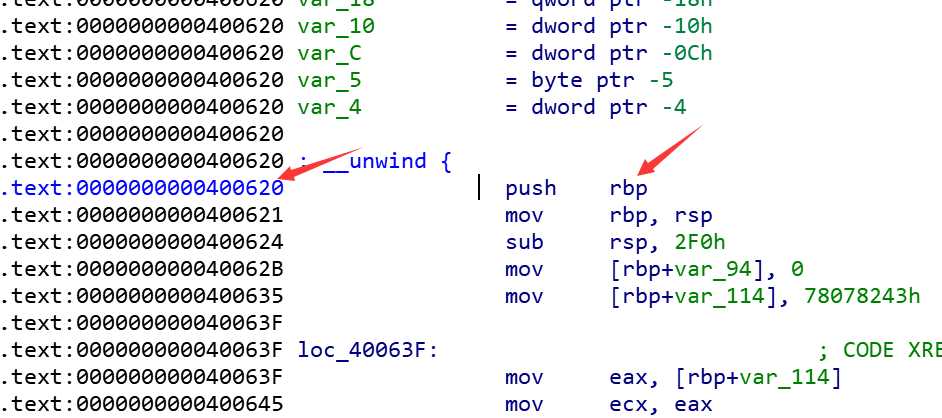 .text:0000000000400620 var_18 = qword ptr -18h
.text:0000000000400620 var_10 = dword ptr -10h
.text:0000000000400620 var_C = dword ptr -0Ch
.text:0000000000400620 var_5 = byte ptr -5
.text:0000000000400620 var_4 = dword ptr -4
.text:0000000000400620
.text:0000000000400620 ; __unwind {
.text:0000000000400620 push rbp
.text:0000000000400621 mov rbp, rsp
.text:0000000000400624 sub rsp, 2F0h
.text:000000000040062B mov [rbp+var_94], 0
.text:0000000000400635 mov [rbp+var_114], 78078243h
.text:000000000040063F
.text:000000000040063F loc_40063F: ; CODE XRE
.text:000000000040063F mov eax, [rbp+var_114]
.text:0000000000400645 mov ecx, eax